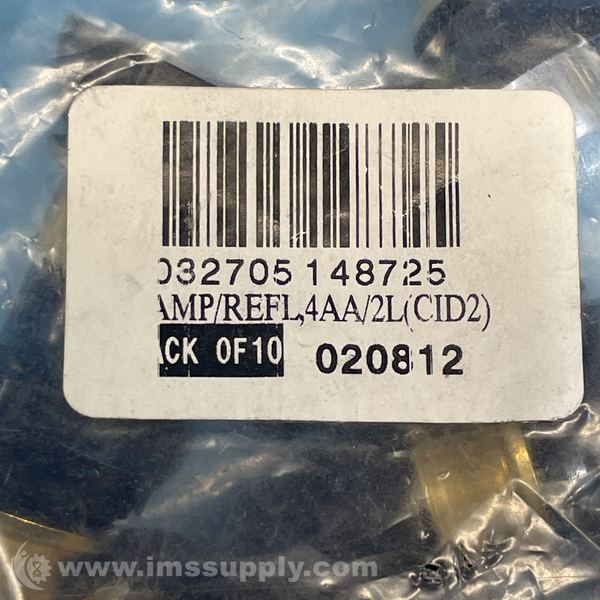 032705 148725
AMP/REFL,4AA/2L(CID2)
ACK OF10
020812
www.imssupply.com